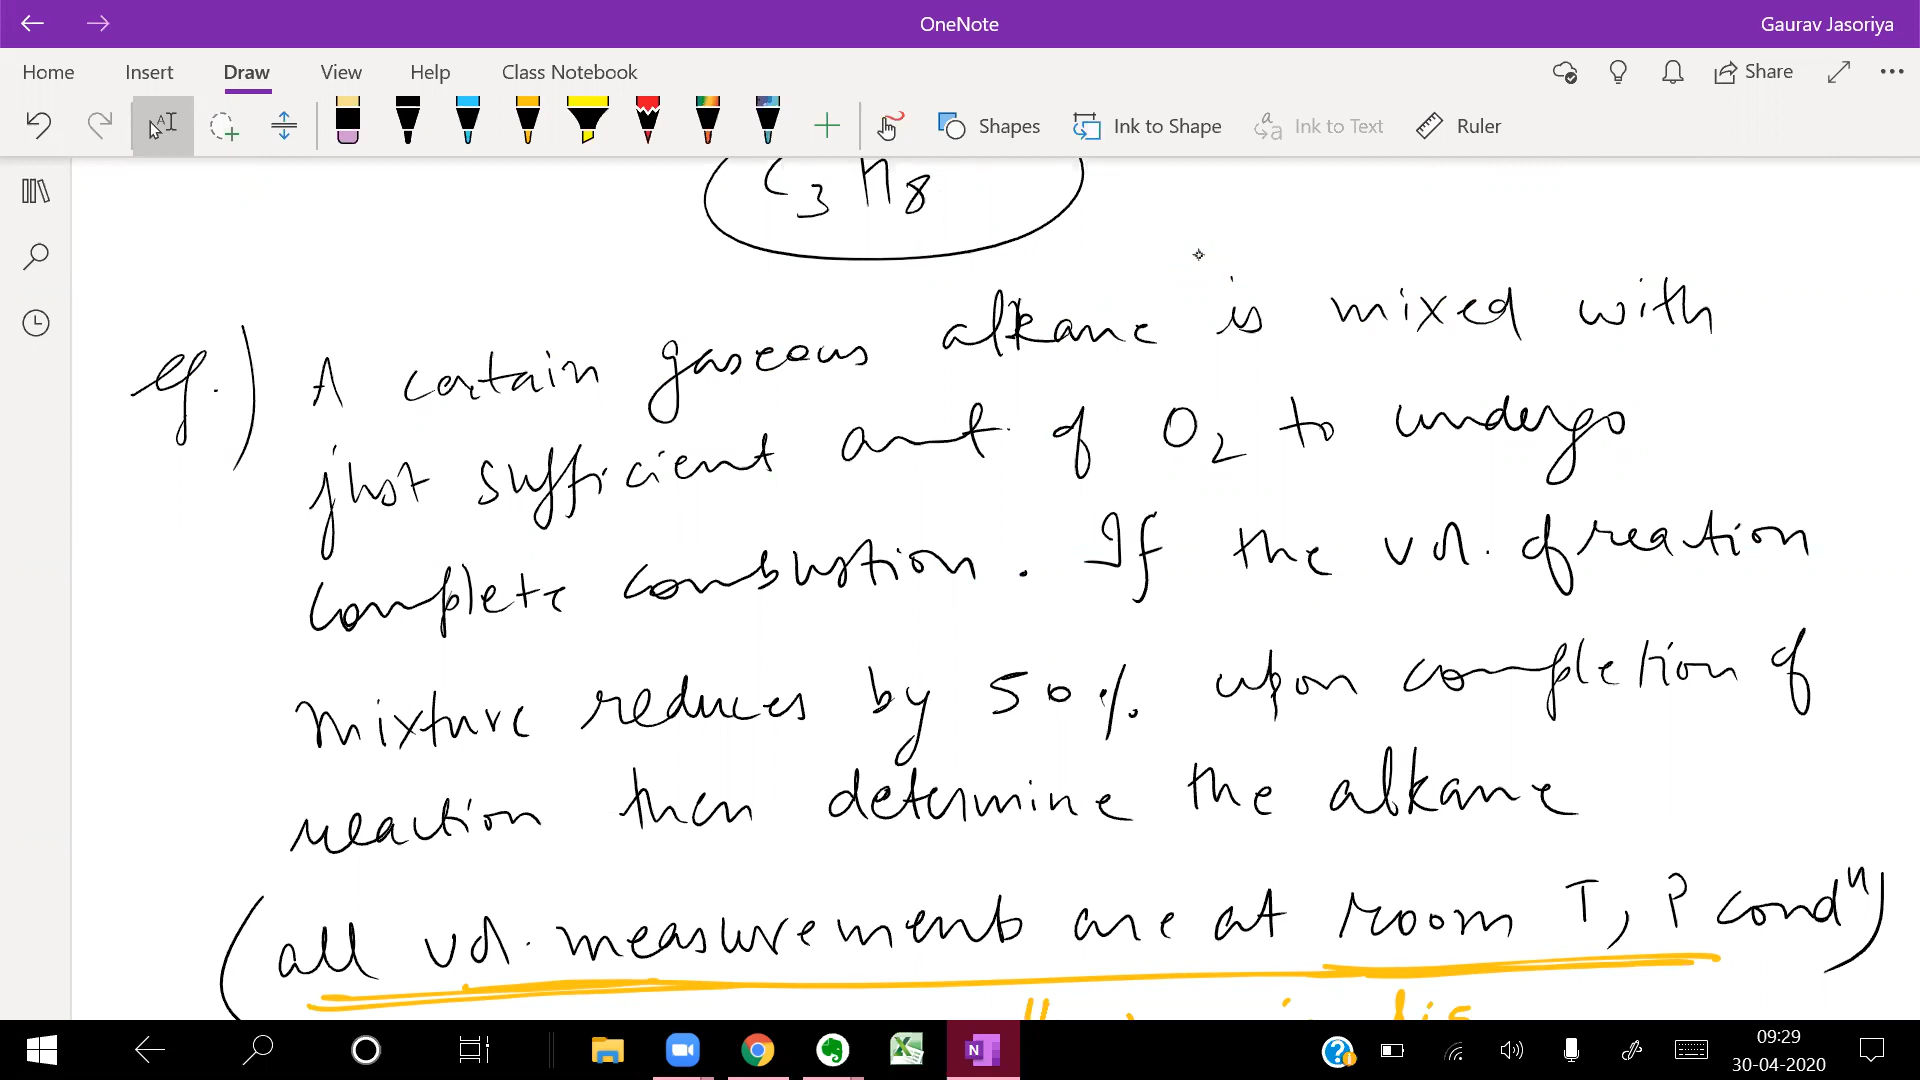 OneNote
Gaurav Jasoriya
Home Insert Draw View Help Class Notebook Share
Shapes Ink to Shape Ink to Text Ruler
C3H8
eg.) A certain gaseous alkane is mixed with
just sufficient amt. of O2 to undergo
complete combustion. If the vol. of reation
mixture reduces by 50% upon completion of
reaction then determine the alkane
(all vol. measurements are at room T, P condn)
09:29
30-04-2020